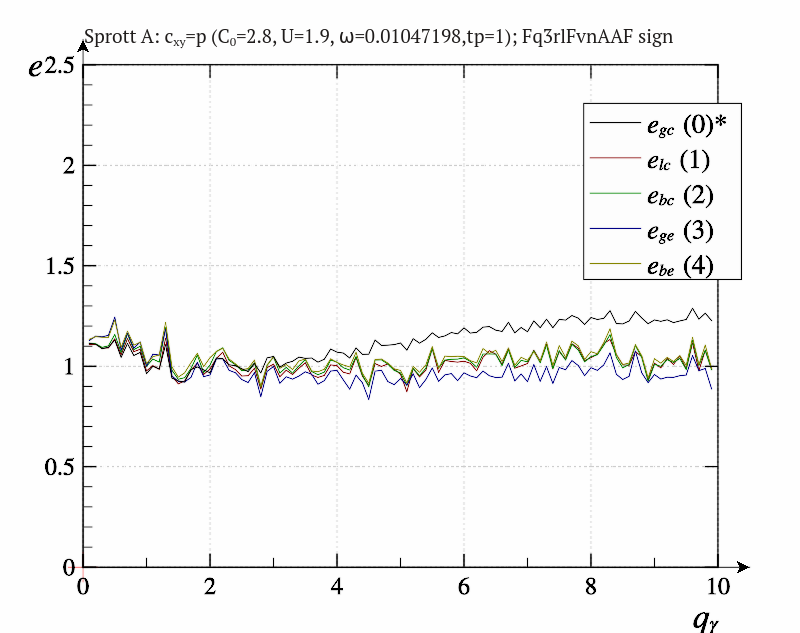 Sprott A: cxy=p (C0=2.8, U=1.9, ω=0.01047198,tp=1); Fq3rlFvnAAF sign
e
2.5
2
1.5
1
0.5
0
0 2 4 6 8 10
qγ
egc (0)*
elc (1)
ebc (2)
ege (3)
ebe (4)